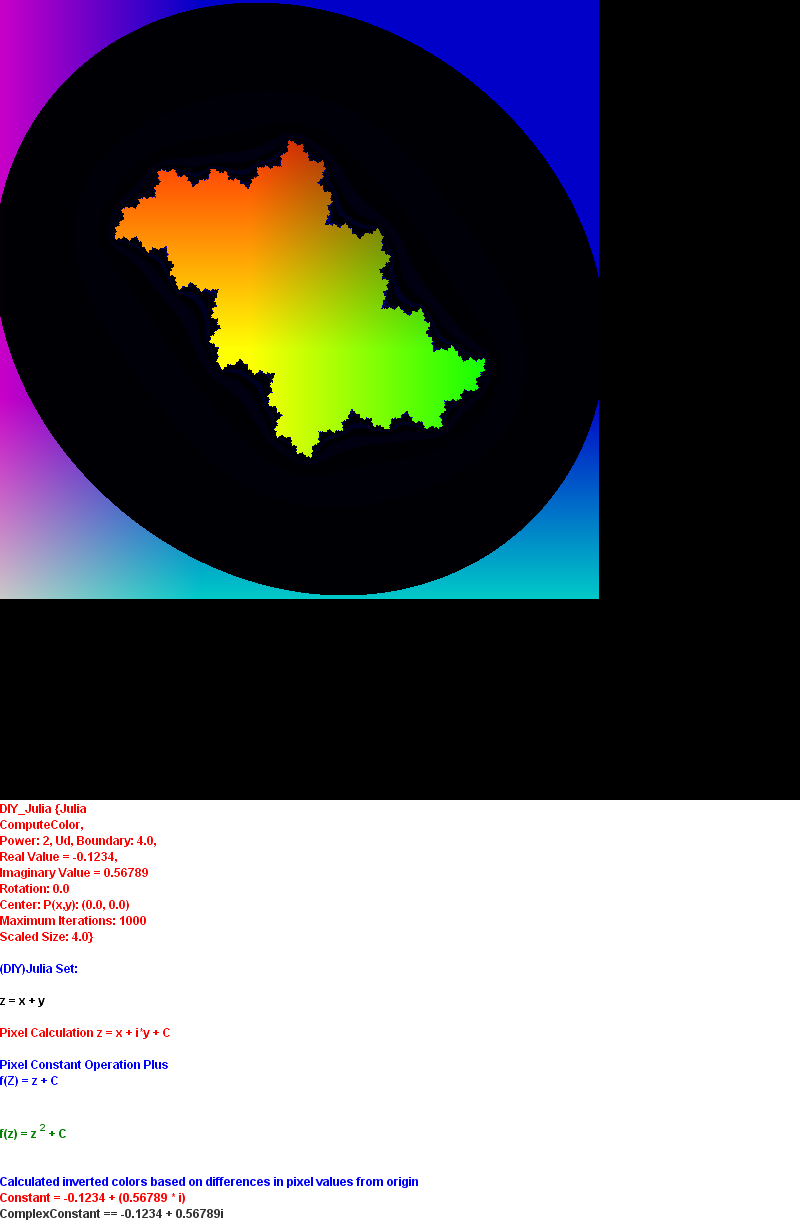 DIY_Julia {Julia
ComputeColor,
Power: 2, Ud, Boundary: 4.0,
Real Value = -0.1234,
Imaginary Value = 0.56789
Rotation: 0.0
Center: P(x,y): (0.0, 0.0)
Maximum Iterations: 1000
Scaled Size: 4.0}
(DIY)Julia Set:
z = x + y
Pixel Calculation z = x + i*y + C
Pixel Constant Operation Plus
f(Z) = z + C
f(z) = z ² + C
Calculated inverted colors based on differences in pixel values from origin
Constant = -0.1234 + (0.56789 * i)
ComplexConstant == -0.1234 + 0.56789i